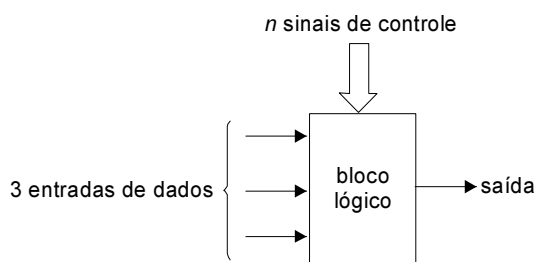 n sinais de controle
3 entradas de dados
bloco
lógico
saída